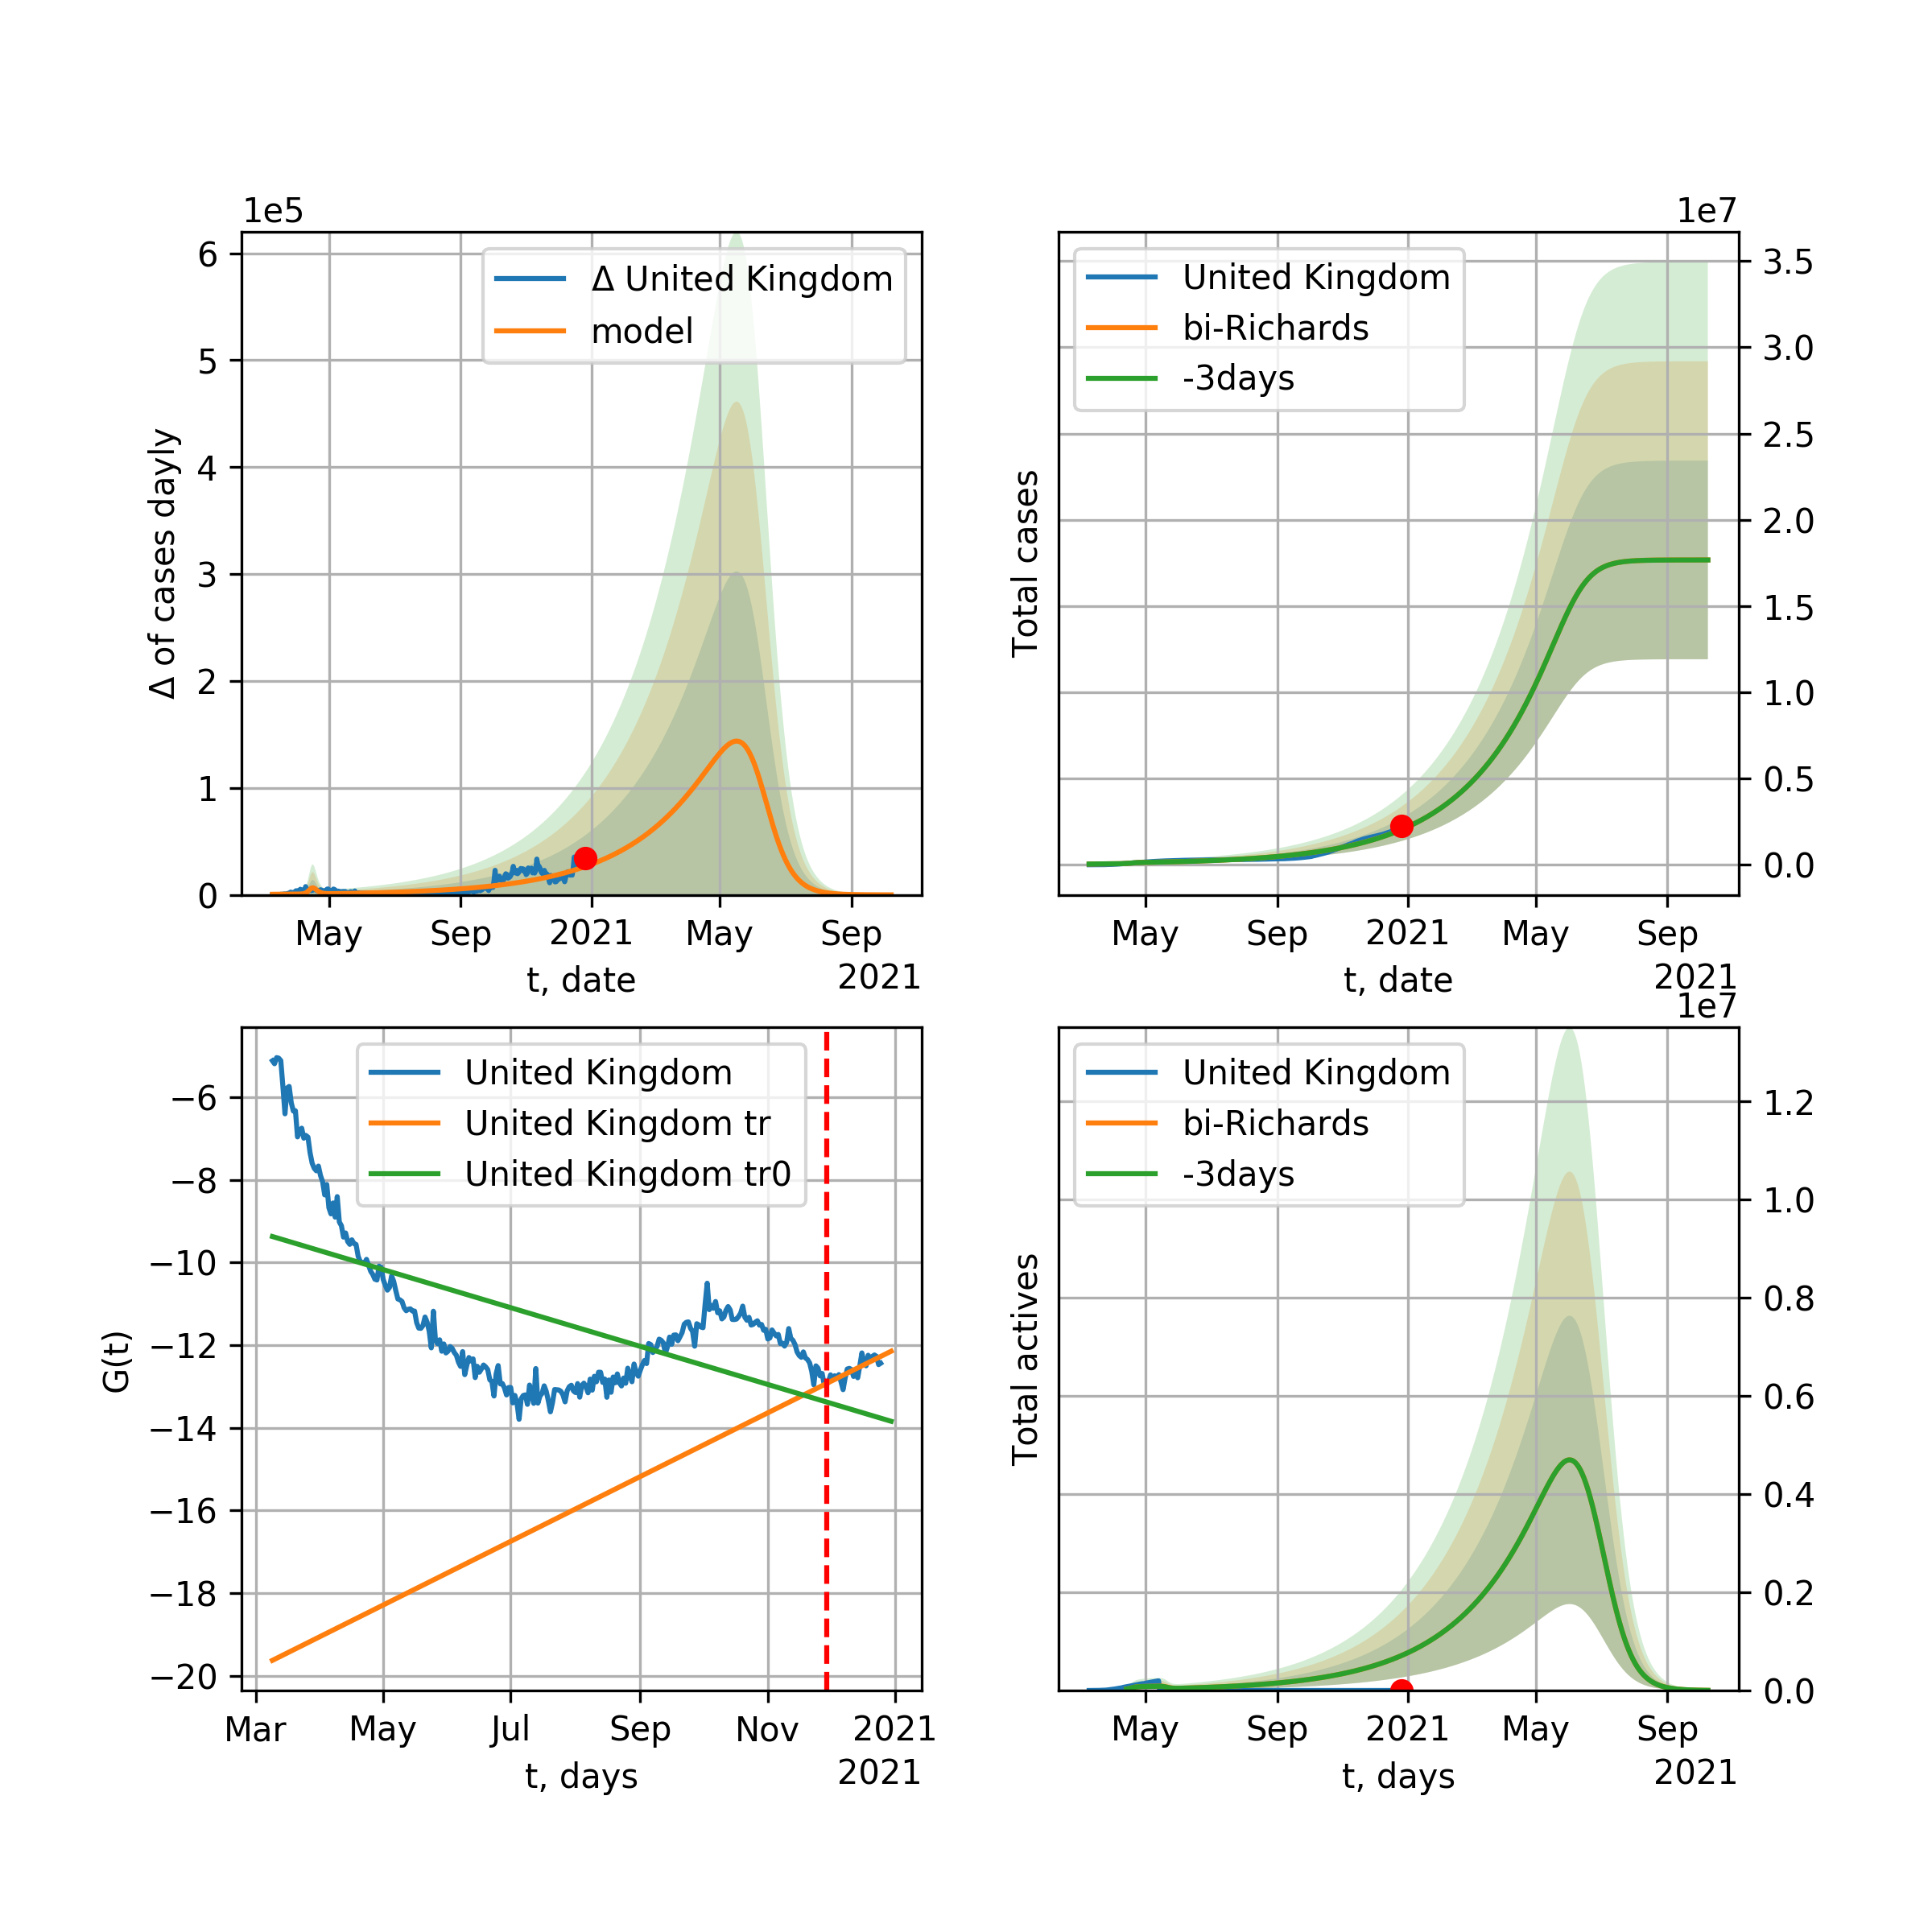 1e5
6
5
4
3
2
1
0
Δ of cases dayly
Δ United Kingdom
model
May Sep 2021 May Sep
t, date
2021
1e7
3.5
3.0
2.5
2.0
1.5
1.0
0.5
0.0
Total cases
United Kingdom
bi-Richards
-3days
May Sep 2021 May Sep
t, date
2021
−6
−8
−10
−12
−14
−16
−18
−20
G(t)
United Kingdom
United Kingdom tr
United Kingdom tr0
Mar May Jul Sep Nov 2021
t, days
2021
1e7
1.2
1.0
0.8
0.6
0.4
0.2
0.0
Total actives
United Kingdom
bi-Richards
-3days
May Sep 2021 May Sep
t, days
2021